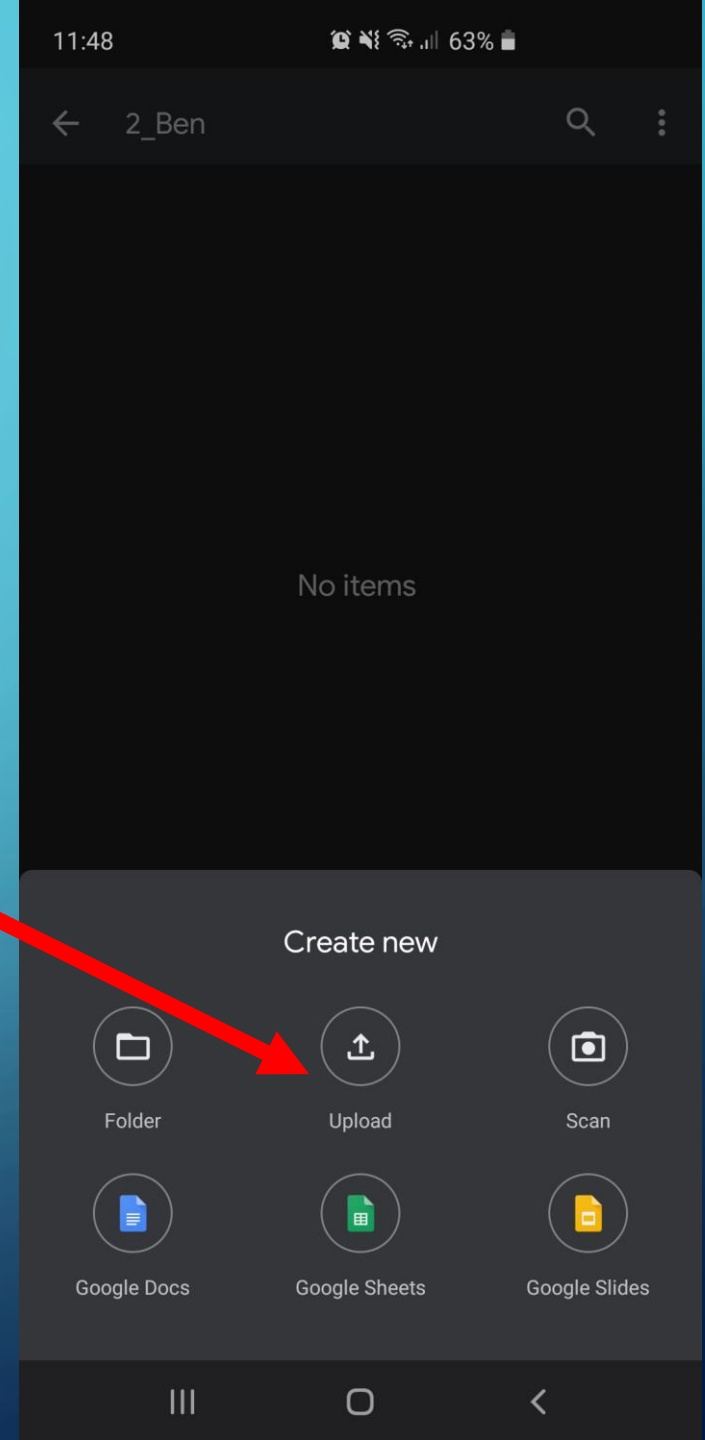 11:48 63%
2_Ben
No items
Create new
Folder Upload Scan
Google Docs Google Sheets Google Slides